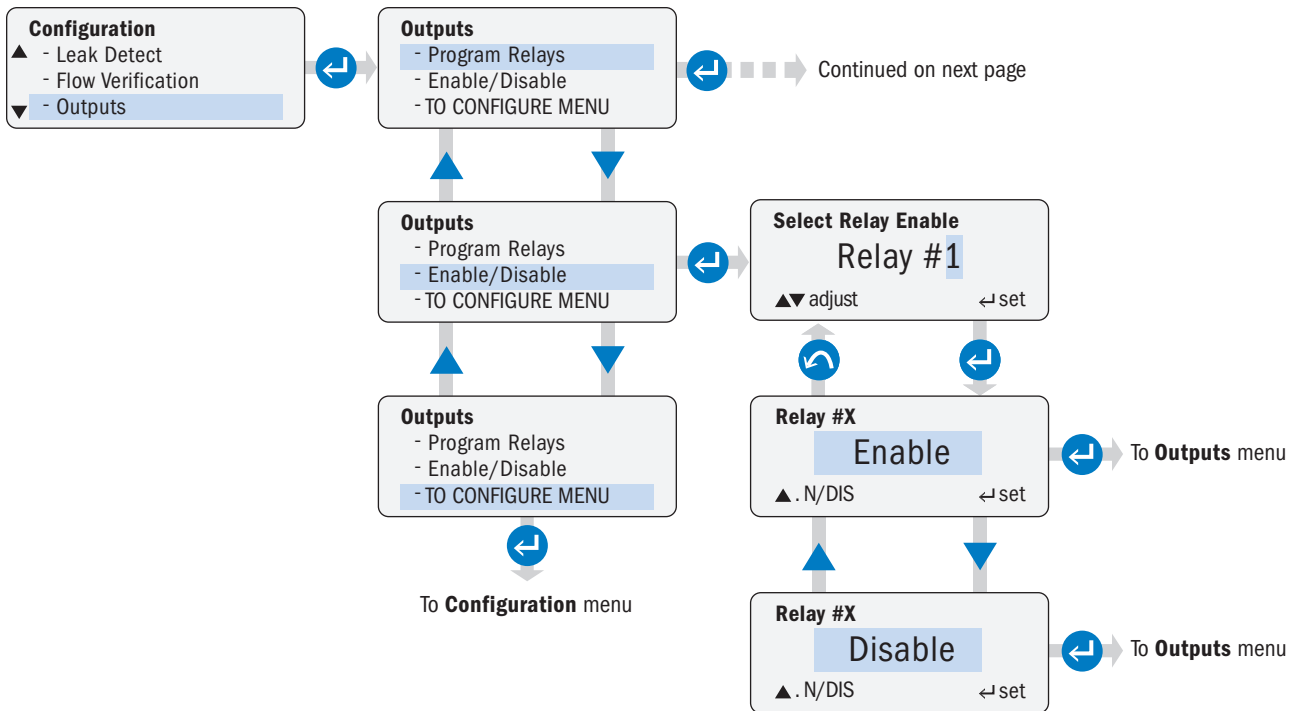 Configuration
▲ - Leak Detect
- Flow Verification
▼ - Outputs
Outputs
- Program Relays
- Enable/Disable
- TO CONFIGURE MENU
Continued on next page
Outputs
- Program Relays
- Enable/Disable
- TO CONFIGURE MENU
Select Relay Enable
Relay #1
▲▼ adjust ↵ set
Outputs
- Program Relays
- Enable/Disable
- TO CONFIGURE MENU
To Configuration menu
Relay #X
Enable
▲ . N/DIS ↵ set
To Outputs menu
Relay #X
Disable
▲ . N/DIS ↵ set
To Outputs menu